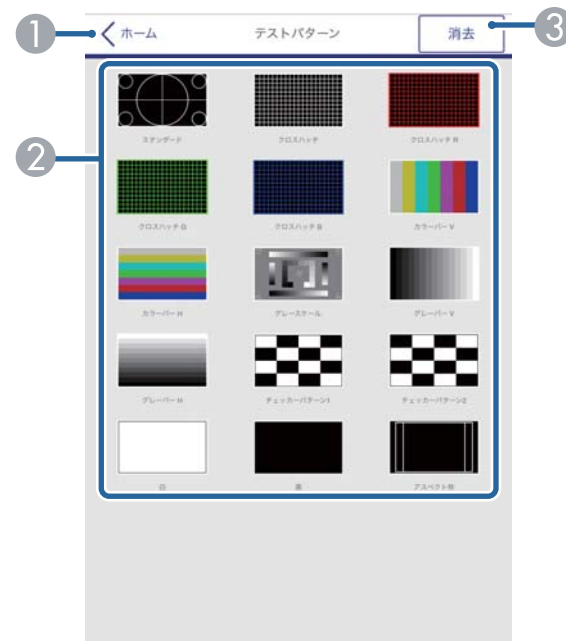 1
ホーム
テストパターン
消去
3
2
スタンダード
クロスハッチ
クロスハッチ R
クロスハッチ G
クロスハッチ B
カラーバー V
カラーバー H
グレースケール
グレーバー V
グレーバー H
チェッカーパターン1
チェッカーパターン2
白
黒
アスペクト枠